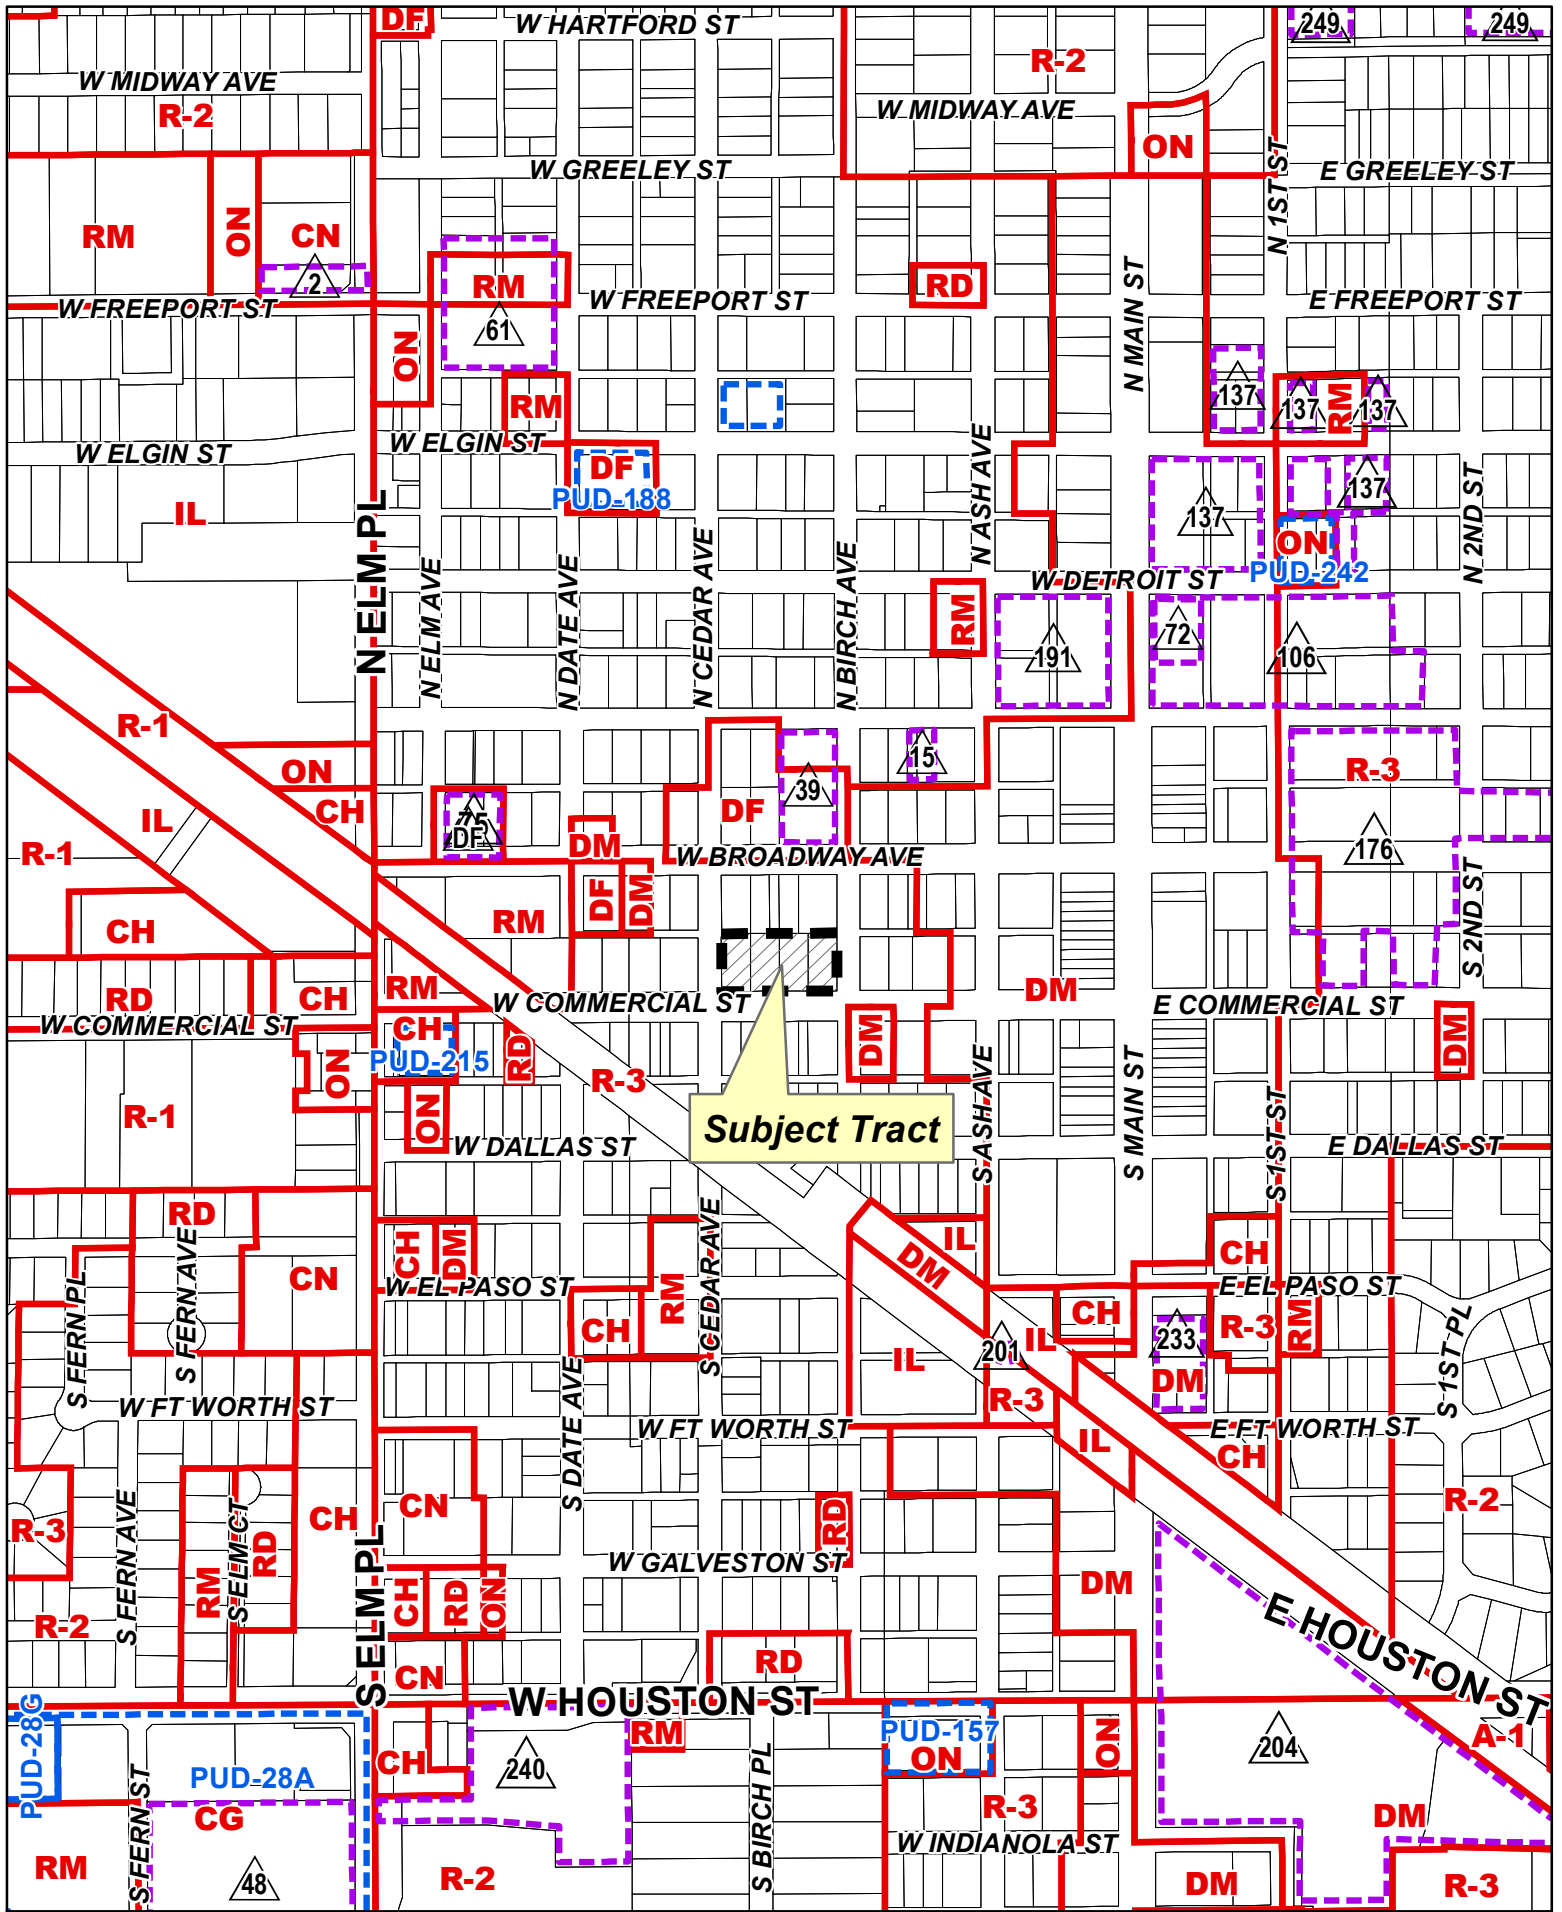 DF
W HARTFORD ST
249
249
W MIDWAY AVE
R-2
R-2
W MIDWAY AVE
ON
W GREELEY ST
E GREELEY ST
N 1ST ST
RM
ON
CN
2
RM
RD
W FREEPORT ST
W FREEPORT ST
E FREEPORT ST
61
ON
N MAIN ST
RM
137
137
RM
137
W ELGIN ST
W ELGIN ST
DF
PUD-188
IL
N ELM PL
N ASH AVE
137
137
N 2ND ST
ON
PUD-242
N ELM AVE
N DATE AVE
N CEDAR AVE
N BIRCH AVE
W DETROIT ST
RM
191
72
106
R-1
ON
CH
IL
R-1
75
DF
DM
DF
39
15
R-3
176
W BROADWAY AVE
CH
RM
DF
DM
S 2ND ST
RD
CH
RM
W COMMERCIAL ST
DM
E COMMERCIAL ST
W COMMERCIAL ST
ON
CH
PUD-215
RD
DM
DM
R-3
R-1
ON
Subject Tract
S ASH AVE
S MAIN ST
S 1ST ST
W DALLAS ST
E DALLAS ST
RD
S FERN AVE
CN
S FERN PL
CH
DM
W EL PASO ST
S CEDAR AVE
RM
CH
IL
DM
CH
E EL PASO ST
CH
R-3
RM
233
DM
201
IL
IL
R-3
S 1ST PL
W FT WORTH ST
S DATE AVE
W FT WORTH ST
E FT WORTH ST
IL
CH
R-2
R-3
S FERN AVE
S ELM CT
RD
RM
CH
CN
RD
W GALVESTON ST
R-2
S ELM PL
CH
RD
ON
DM
E HOUSTON ST
CN
RD
W HOUSTON ST
PUD-28G
PUD-28A
S FERN ST
CG
RM
48
CH
240
RM
S BIRCH PL
PUD-157
ON
ON
204
A-1
R-3
DM
W INDIANOLA ST
R-2
DM
R-3